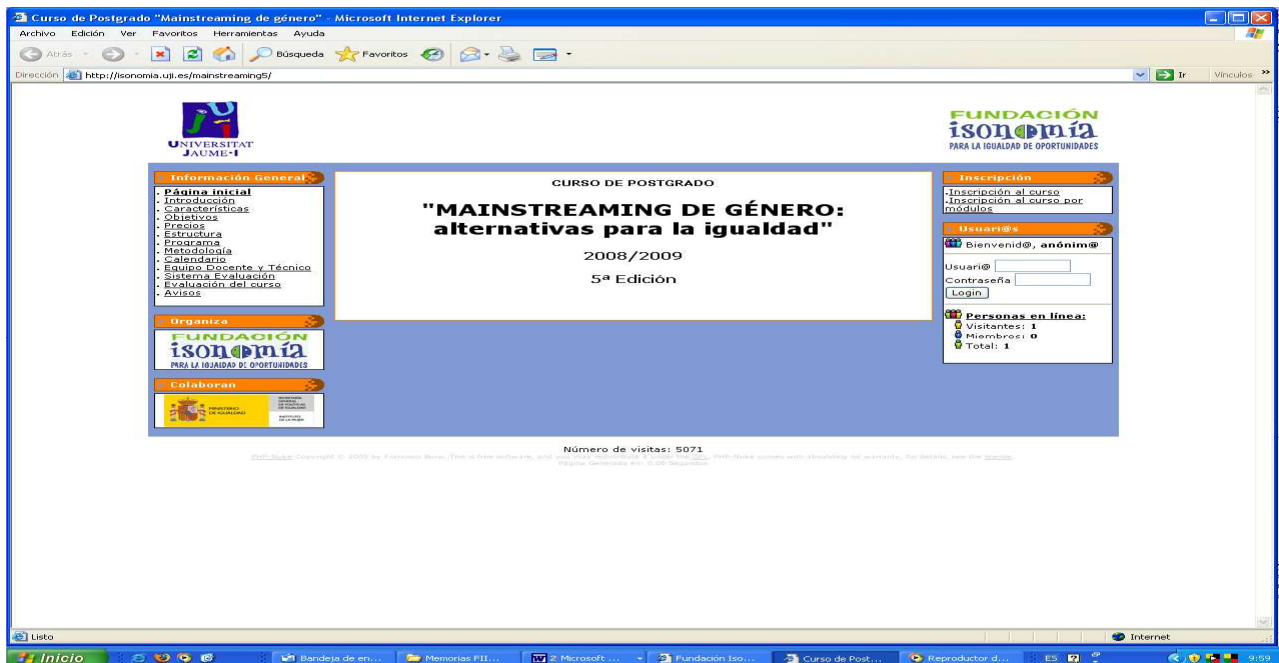 Curso de Postgrado "Mainstreaming de género" - Microsoft Internet Explorer
Archivo Edición Ver Favoritos Herramientas Ayuda
Atrás Búsqueda Favoritos
Dirección http://isonomia.uji.es/mainstreaming5/ Ir Vínculos »
UNIVERSITAT
JAUME·I
FUNDACIÓN
isonomía
PARA LA IGUALDAD DE OPORTUNIDADES
Información General
Página inicial
Introducción
Características
Objetivos
Precios
Estructura
Programa
Metodología
Calendario
Equipo Docente y Técnico
Sistema Evaluación
Evaluación del curso
Avisos
Organiza
FUNDACIÓN
isonomía
PARA LA IGUALDAD DE OPORTUNIDADES
Colaboran
MINISTERIO
DE IGUALDAD
CURSO DE POSTGRADO
"MAINSTREAMING DE GÉNERO:
alternativas para la igualdad"
2008/2009
5ª Edición
Inscripción
Inscripción al curso
Inscripción al curso por
módulos
Usuari@s
Bienvenid@, anónim@
Usuari@
Contraseña
Login
Personas en línea:
Visitantes: 1
Miembros: 0
Total: 1
Número de visitas: 5071
Listo Internet
Inicio Bandeja de en... Memorias FII... 2 Microsoft ... Fundación Iso... Curso de Post... Reproductor d... ES 9:59